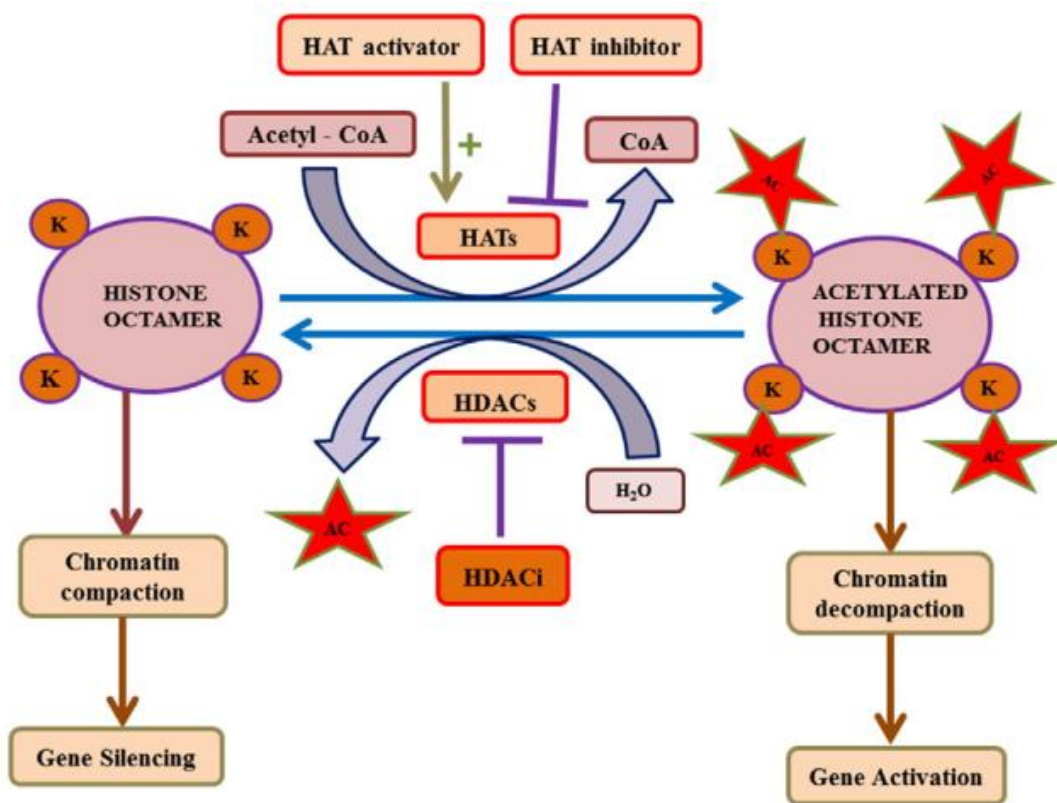 HAT activator
HAT inhibitor
Acetyl - CoA
+
CoA
HATs
AC
AC
K
K
K
K
HISTONE
OCTAMER
K
K
K
K
ACETYLATED
HISTONE
OCTAMER
HDACs
AC
AC
AC
H₂O
HDACi
Chromatin
compaction
Chromatin
decompaction
Gene Silencing
Gene Activation